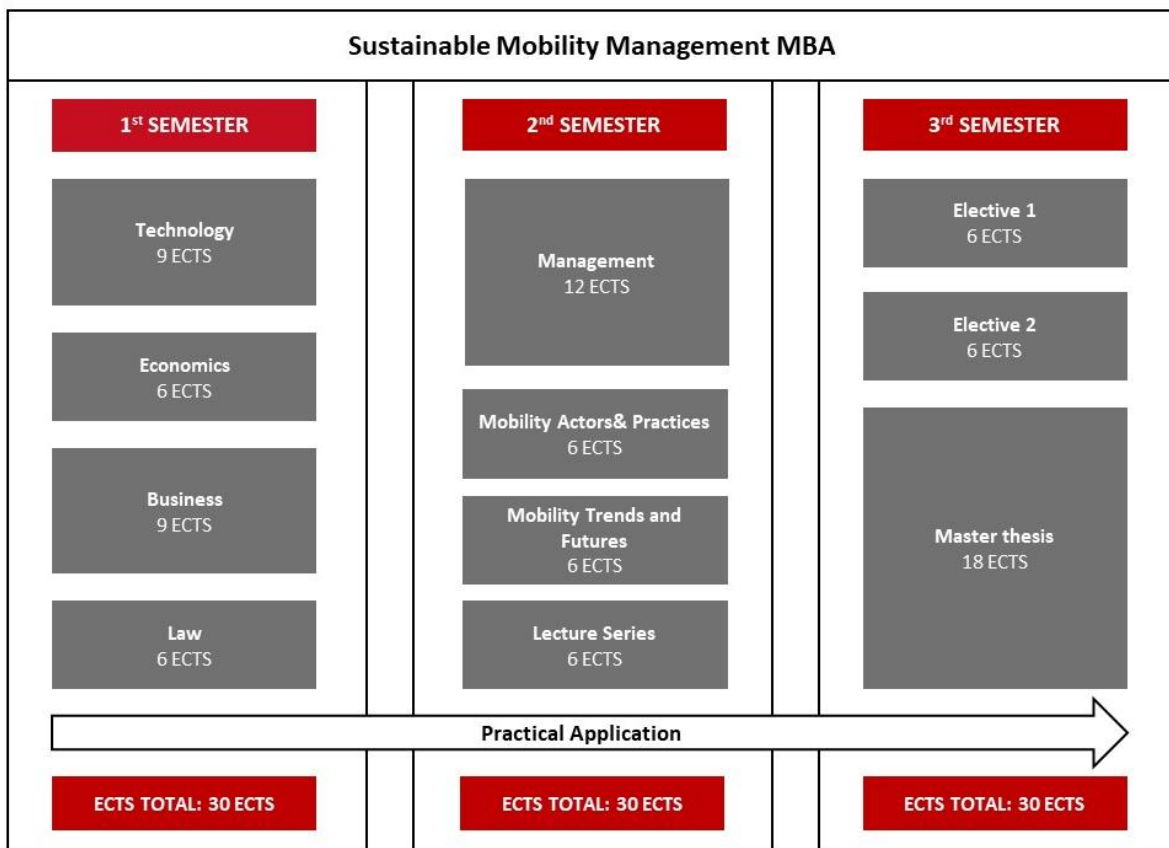 Sustainable Mobility Management MBA
1st SEMESTER
Technology
9 ECTS
Economics
6 ECTS
Business
9 ECTS
Law
6 ECTS
2nd SEMESTER
Management
12 ECTS
Mobility Actors& Practices
6 ECTS
Mobility Trends and
Futures
6 ECTS
Lecture Series
6 ECTS
3rd SEMESTER
Elective 1
6 ECTS
Elective 2
6 ECTS
Master thesis
18 ECTS
Practical Application
ECTS TOTAL: 30 ECTS
ECTS TOTAL: 30 ECTS
ECTS TOTAL: 30 ECTS